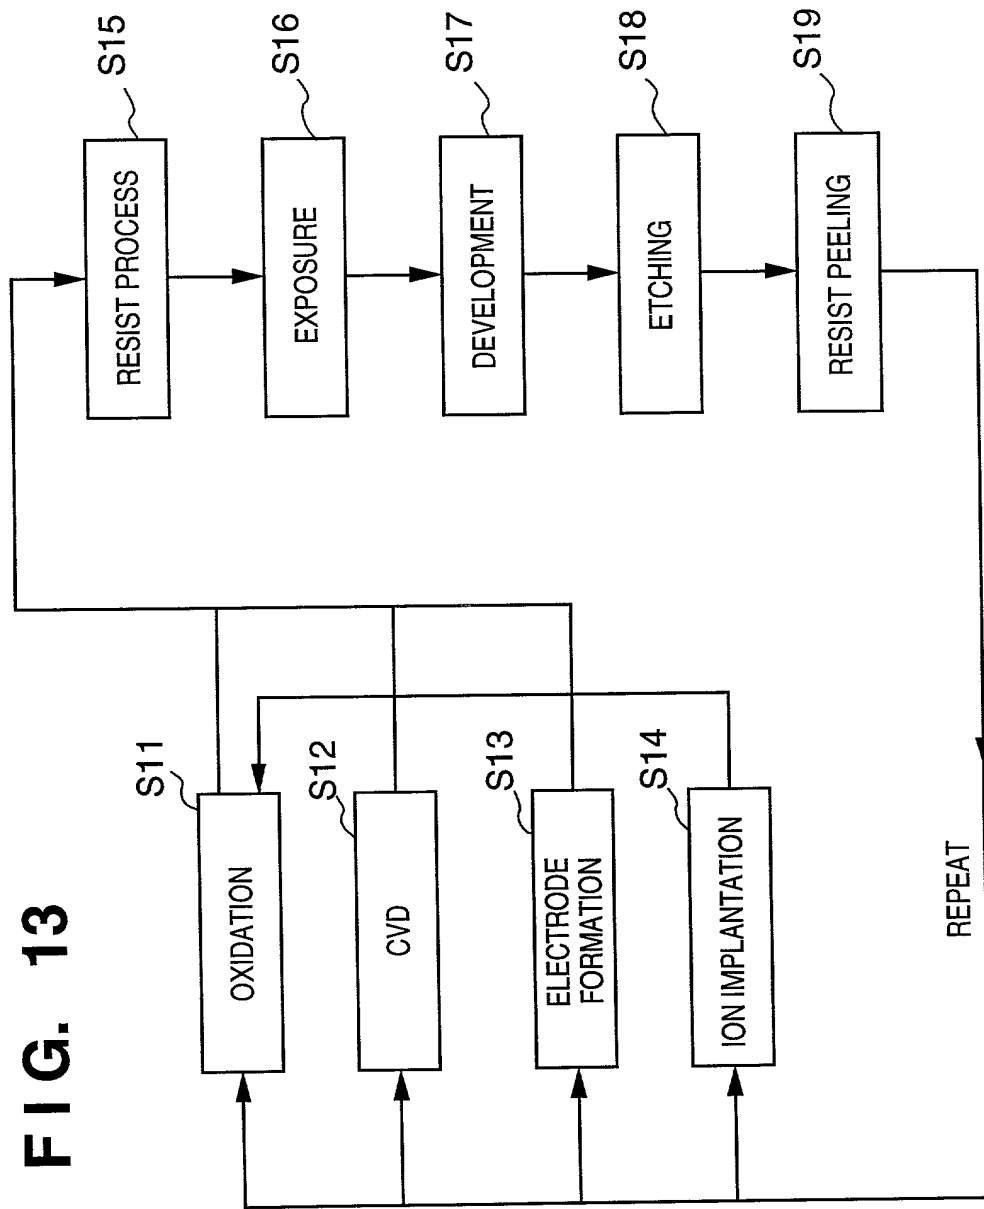 FIG. 13
S11
OXIDATION
S12
CVD
S13
ELECTRODE
FORMATION
S14
ION IMPLANTATION
S15
RESIST PROCESS
S16
EXPOSURE
S17
DEVELOPMENT
S18
ETCHING
S19
RESIST PEELING
REPEAT